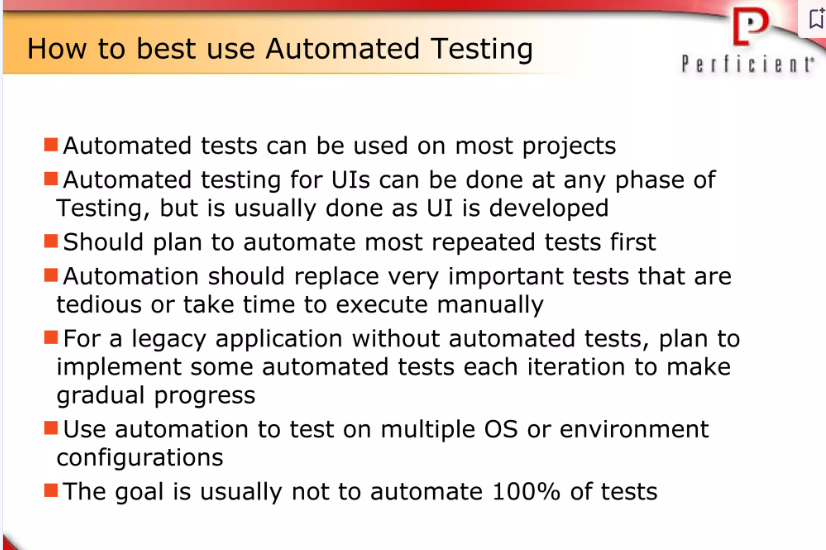 How to best use Automated Testing
Perficient®
Automated tests can be used on most projects
Automated testing for UIs can be done at any phase of
Testing, but is usually done as UI is developed
Should plan to automate most repeated tests first
Automation should replace very important tests that are
tedious or take time to execute manually
For a legacy application without automated tests, plan to
implement some automated tests each iteration to make
gradual progress
Use automation to test on multiple OS or environment
configurations
The goal is usually not to automate 100% of tests